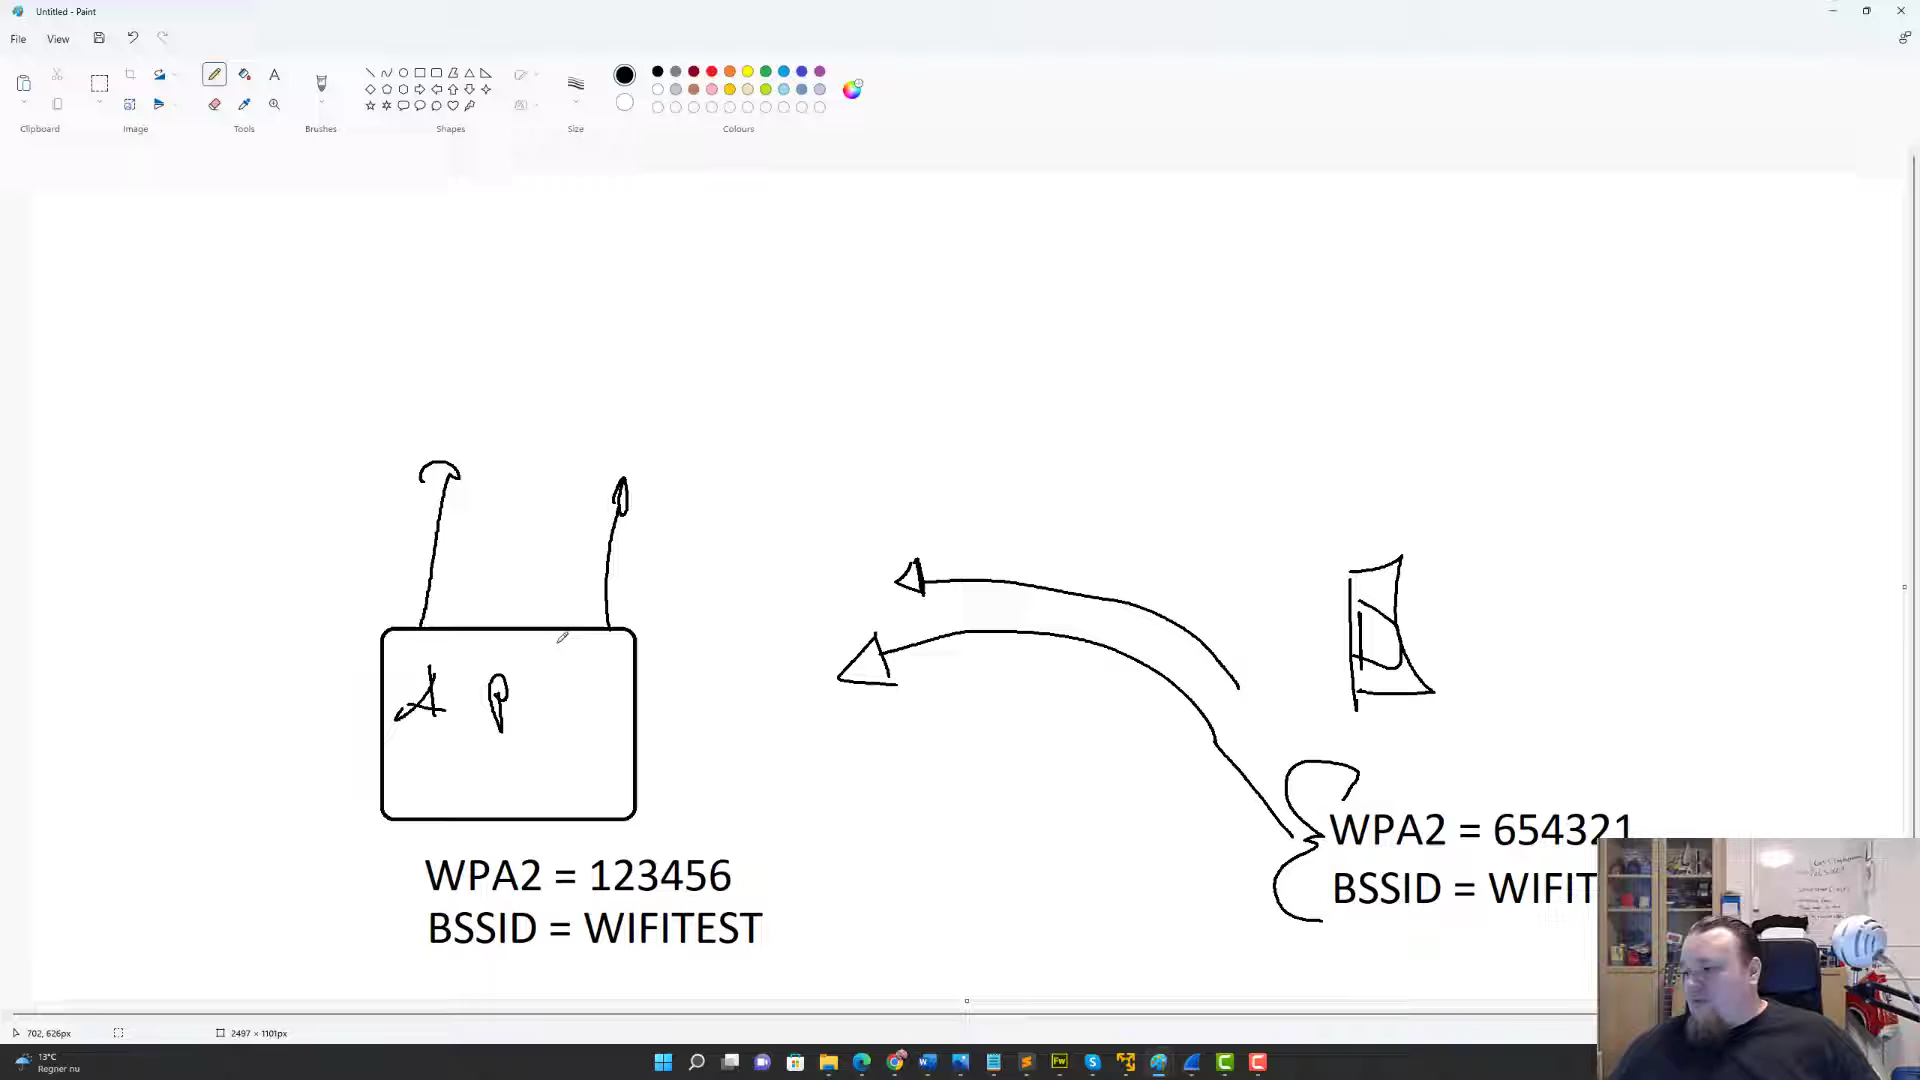 Untitled - Paint
File View
Clipboard Image Tools Brushes Shapes Size Colours
A P
D
WPA2 = 123456
BSSID = WIFITEST
WPA2 = 654321
BSSID = WIFIT
702, 626px 2497 × 1101px
13°C
Regner nu